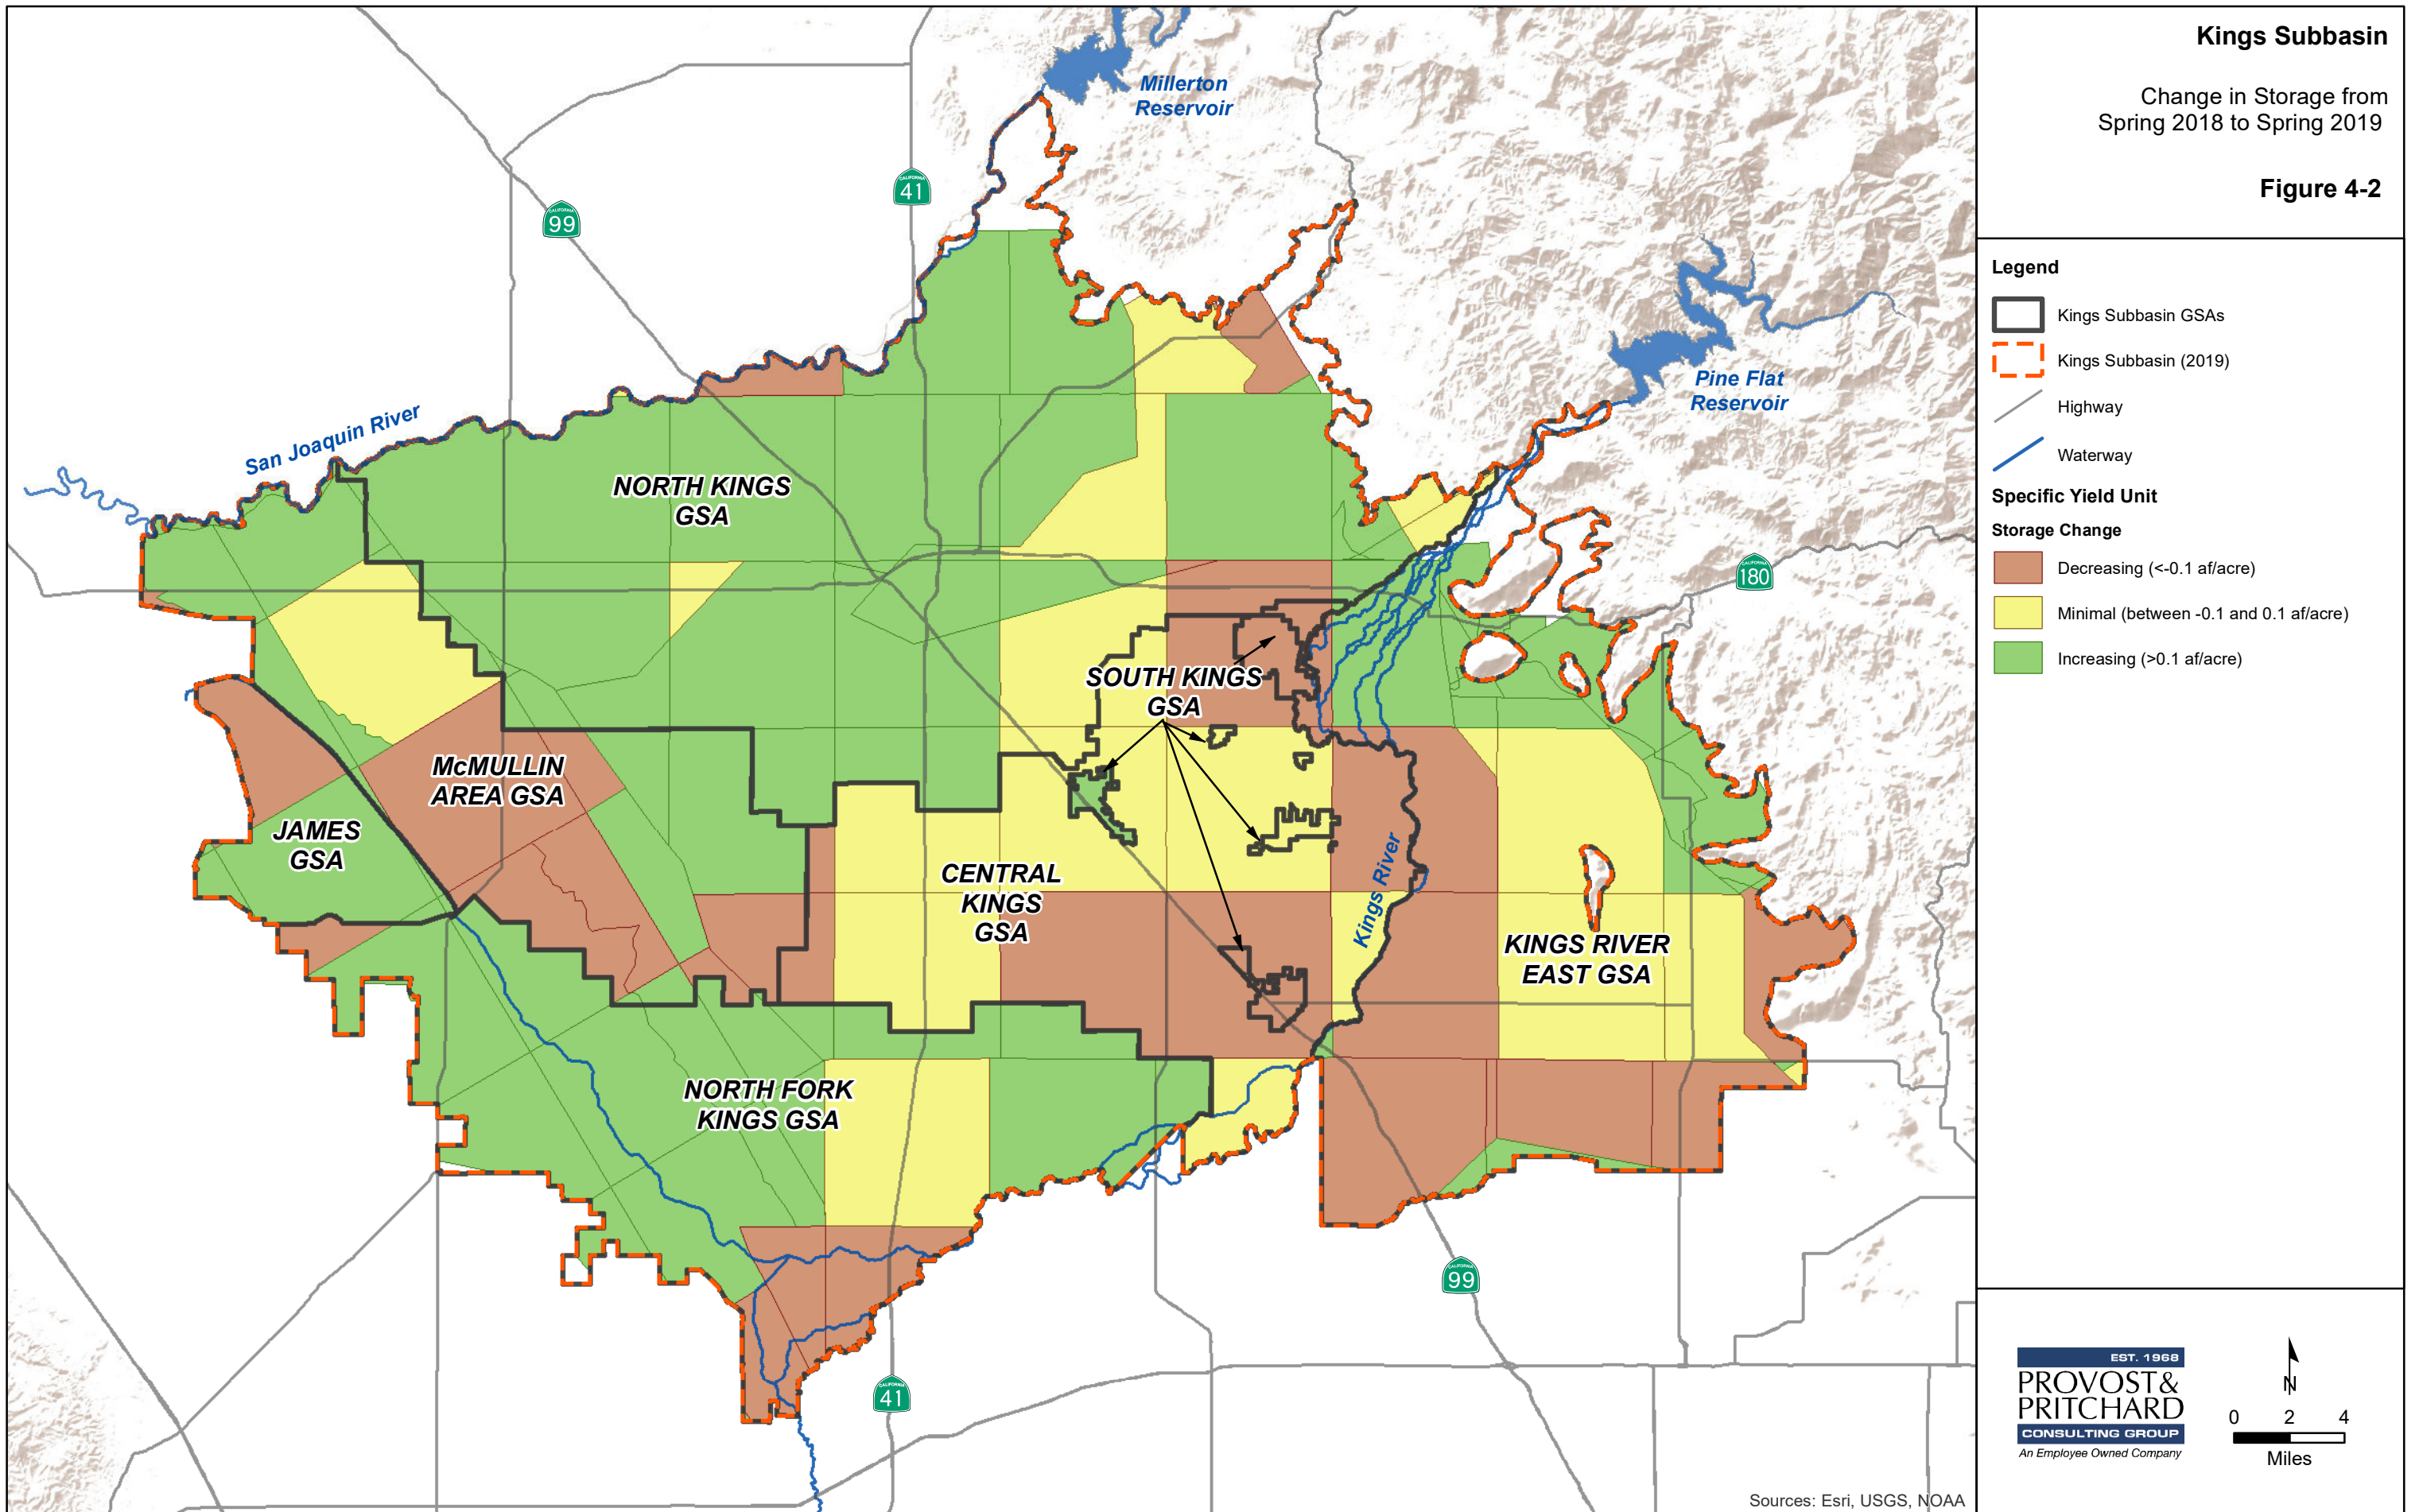 Kings Subbasin
Change in Storage from
Spring 2018 to Spring 2019
Figure 4-2
Legend
Kings Subbasin GSAs
Kings Subbasin (2019)
Highway
Waterway
Specific Yield Unit
Storage Change
Decreasing (<-0.1 af/acre)
Minimal (between -0.1 and 0.1 af/acre)
Increasing (>0.1 af/acre)
Millerton
Reservoir
CALIFORNIA
41
CALIFORNIA
99
Pine Flat
Reservoir
San Joaquin River
NORTH KINGS
GSA
CALIFORNIA
180
SOUTH KINGS
GSA
McMULLIN
AREA GSA
JAMES
GSA
CENTRAL
KINGS
GSA
Kings River
KINGS RIVER
EAST GSA
NORTH FORK
KINGS GSA
CALIFORNIA
99
CALIFORNIA
41
EST. 1968
PROVOST&
PRITCHARD
CONSULTING GROUP
An Employee Owned Company
N
0 2 4
Miles
Sources: Esri, USGS, NOAA